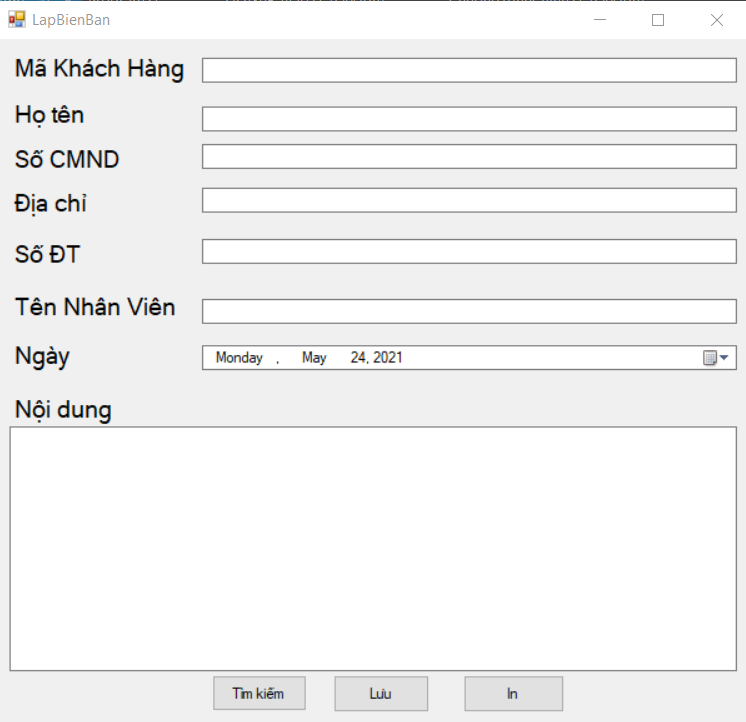 LapBienBan
Mã Khách Hàng
Họ tên
Số CMND
Địa chỉ
Số ĐT
Tên Nhân Viên
Ngày
Monday , May 24, 2021
Nội dung
Tìm kiếm Lưu In